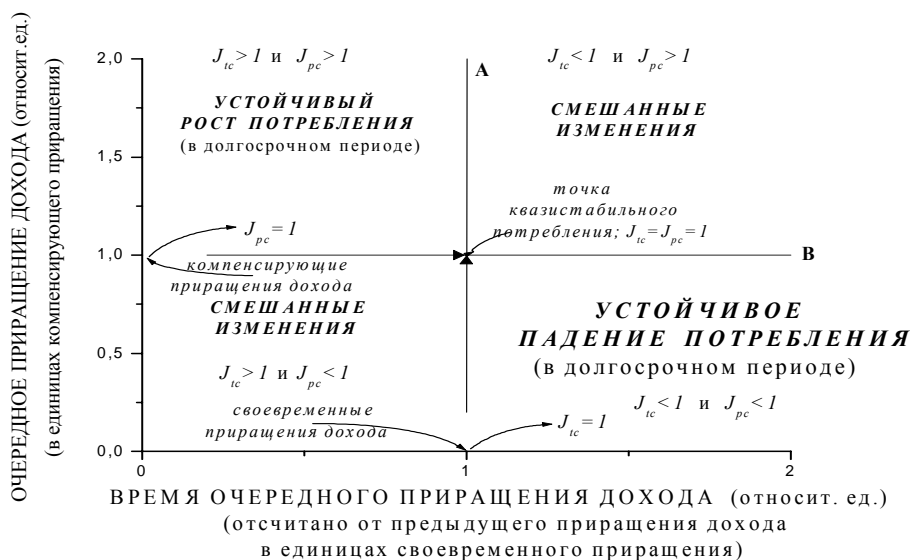 ОЧЕРЕДНОЕ ПРИРАЩЕНИЕ ДОХОДА (относит.ед.)
(в единицах компенсирующего приращения)
2,0
1,5
1,0
0,5
0,0
J_tc > 1 и J_pc > 1
УСТОЙЧИВЫЙ
РОСТ ПОТРЕБЛЕНИЯ
(в долгосрочном периоде)
A
J_tc < 1 и J_pc > 1
СМЕШАННЫЕ
ИЗМЕНЕНИЯ
точка
квазистабильного
потребления; J_tc = J_pc = 1
J_pc = 1
B
компенсирующие
приращения дохода
СМЕШАННЫЕ
ИЗМЕНЕНИЯ
J_tc > 1 и J_pc < 1
УСТОЙЧИВОЕ
ПАДЕНИЕ ПОТРЕБЛЕНИЯ
(в долгосрочном периоде)
J_tc < 1 и J_pc < 1
своевременные
приращения дохода
J_tc = 1
0
1
2
ВРЕМЯ ОЧЕРЕДНОГО ПРИРАЩЕНИЯ ДОХОДА (относит. ед.)
(отсчитано от предыдущего приращения дохода
в единицах своевременного приращения)